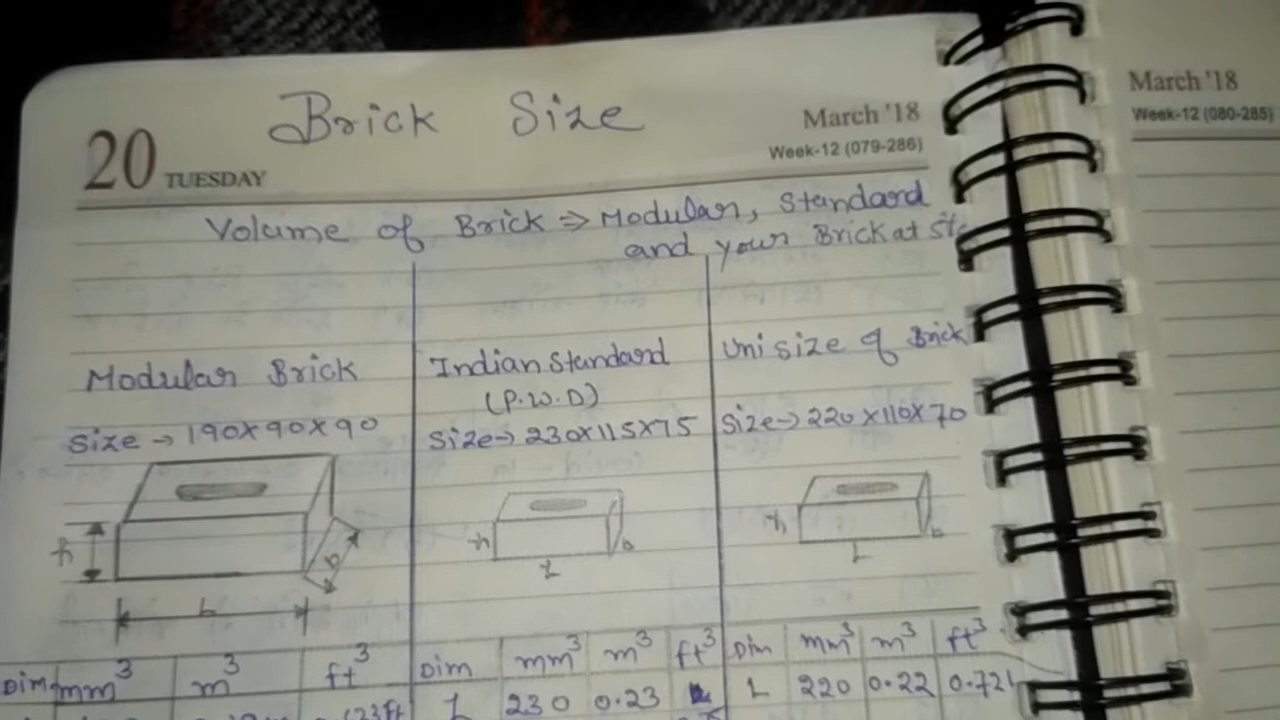 Brick Size
March '18
20 TUESDAY
Week-12 (079-286)
March '18
Week-12 (080-285)
Volume of Brick ⇒ Modular, Standard
and your Brick at
Modular Brick
Size → 190X90X90
h
b
L
Indian Standard
(P.W.D)
Size→ 230X115X75
h
b
L
Uni size of Brick
Size→ 220X110X70
h
b
L
Dim mm³ m³ ft³
Dim mm³ m³ ft³
L 230 0.23
Dim mm³ m³ ft³
L 220 0.22 0.721